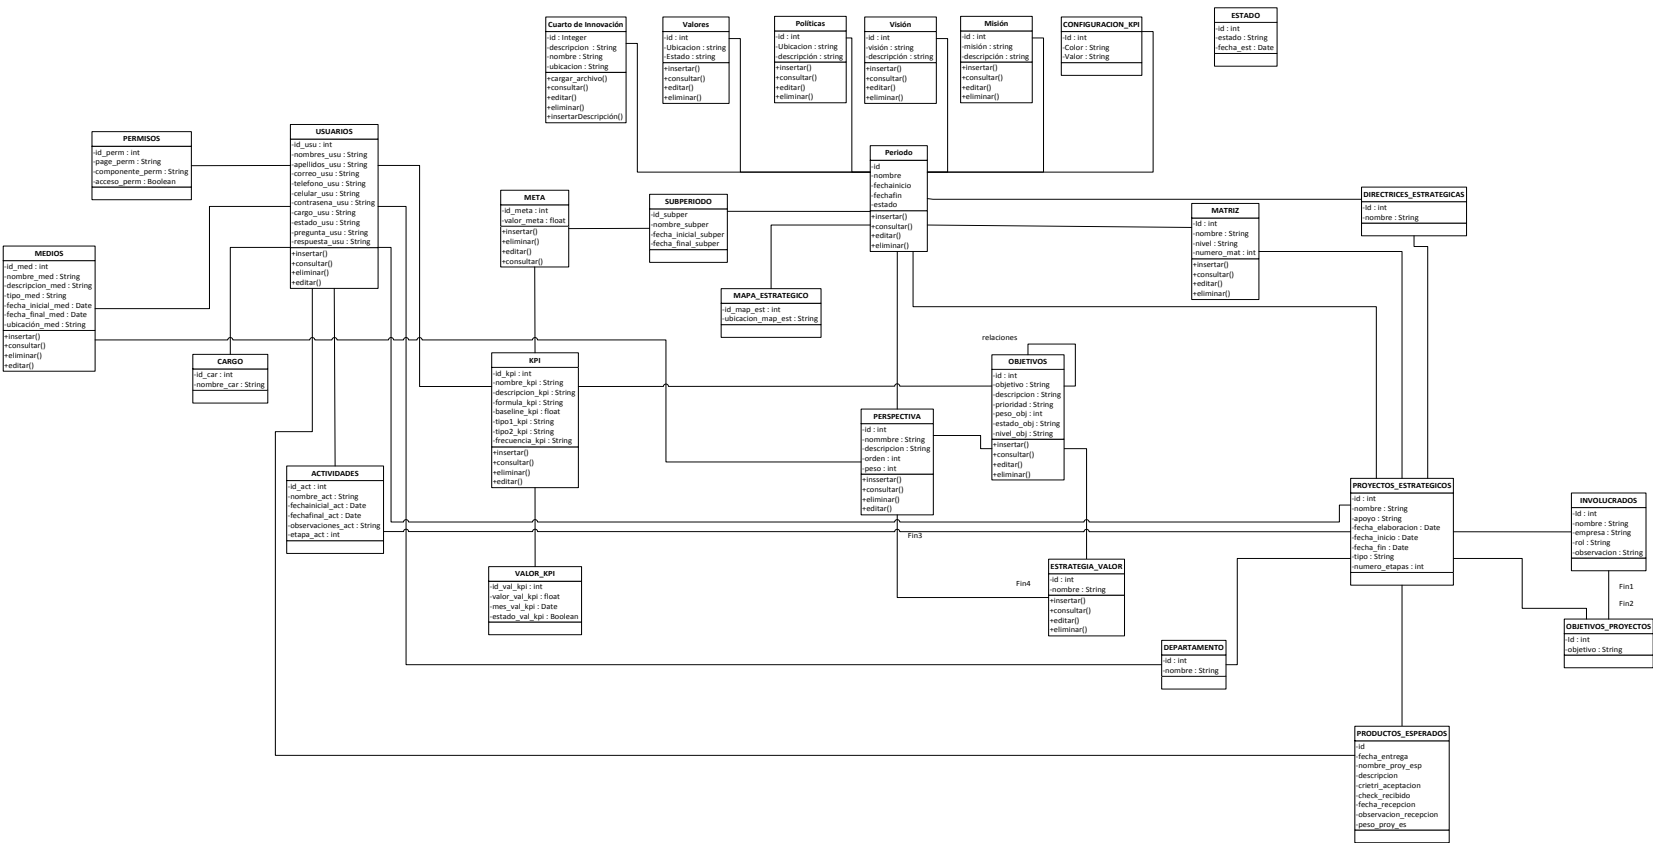 Cuarto de Innovación
-id : Integer
-descripcion : String
-nombre : String
-ubicacion : String
+cargar_archivo()
+consultar()
+editar()
+eliminar()
+insertarDescripción()
Valores
-id : int
-Ubicacion : string
-Estado : string
+insertar()
+consultar()
+editar()
+eliminar()
Políticas
-id : int
-Ubicacion : string
-descripción : string
+insertar()
+consultar()
+editar()
+eliminar()
Visión
-id : int
-visión : string
-descripción : string
+insertar()
+consultar()
+editar()
+eliminar()
Misión
-id : int
-misión : string
-descripción : string
+insertar()
+consultar()
+editar()
+eliminar()
CONFIGURACION_KPI
-Id : int
-Color : String
-Valor : String
ESTADO
-id : int
-estado : String
-fecha_est : Date
PERMISOS
-id_perm : int
-page_perm : String
-componente_perm : String
-acceso_perm : Boolean
USUARIOS
-id_usu : int
-nombres_usu : String
-apellidos_usu : String
-correo_usu : String
-telefono_usu : String
-celular_usu : String
-contrasena_usu : String
-cargo_usu : String
-estado_usu : String
-pregunta_usu : String
-respuesta_usu : String
+insertar()
+consultar()
+eliminar()
+editar()
META
-id_meta : int
-valor_meta : float
+insertar()
+eliminar()
+editar()
+consultar()
SUBPERIODO
-id_subper
-nombre_subper
-fecha_inicial_subper
-fecha_final_subper
Periodo
-id
-nombre
-fechainicio
-fechafin
-estado
+insertar()
+consultar()
+editar()
+eliminar()
MATRIZ
-Id : int
-nombre : String
-nivel : String
-numero_mat : int
+insertar()
+consultar()
+editar()
+eliminar()
DIRECTRICES_ESTRATEGICAS
-Id : int
-nombre : String
MEDIOS
-id_med : int
-nombre_med : String
-descripcion_med : String
-tipo_med : String
-fecha_inicial_med : Date
-fecha_final_med : Date
-ubicación_med : String
+insertar()
+consultar()
+eliminar()
+editar()
MAPA_ESTRATEGICO
-id_map_est : int
-ubicacion_map_est : String
CARGO
-id_car : int
-nombre_car : String
KPI
-id_kpi : int
-nombre_kpi : String
-descripcion_kpi : String
-formula_kpi : String
-baseline_kpi : float
-tipo1_kpi : String
-tipo2_kpi : String
-frecuencia_kpi : String
+insertar()
+consultar()
+eliminar()
+editar()
relaciones
OBJETIVOS
-id : int
-objetivo : String
-descripcion : String
-prioridad : String
-peso_obj : int
-estado_obj : String
-nivel_obj : String
+insertar()
+consultar()
+editar()
+eliminar()
PERSPECTIVA
-id : int
-nommbre : String
-descripcion : String
-orden : int
-peso : int
+inssertar()
+consultar()
+eliminar()
+editar()
ACTIVIDADES
-id_act : int
-nombre_act : String
-fechainicial_act : Date
-fechafinal_act : Date
-observaciones_act : String
-etapa_act : int
PROYECTOS_ESTRATEGICOS
-id : int
-nombre : String
-apoyo : String
-fecha_elaboracion : Date
-fecha_inicio : Date
-fecha_fin : Date
-tipo : String
-numero_etapas : int
INVOLUCRADOS
-Id : int
-nombre : String
-empresa : String
-rol : String
-observacion : String
Fin3
VALOR_KPI
-id_val_kpi : int
-valor_val_kpi : float
-mes_val_kpi : Date
-estado_val_kpi : Boolean
Fin4
ESTRATEGIA_VALOR
-id : int
-nombre : String
+insertar()
+consultar()
+editar()
+eliminar()
Fin1
Fin2
OBJETIVOS_PROYECTOS
-Id : int
-objetivo : String
DEPARTAMENTO
-id : int
-nombre : String
PRODUCTOS_ESPERADOS
-id
-fecha_entrega
-nombre_proy_esp
-descripcion
-crietri_aceptacion
-check_recibido
-fecha_recepcion
-observacion_recepcion
-peso_proy_es